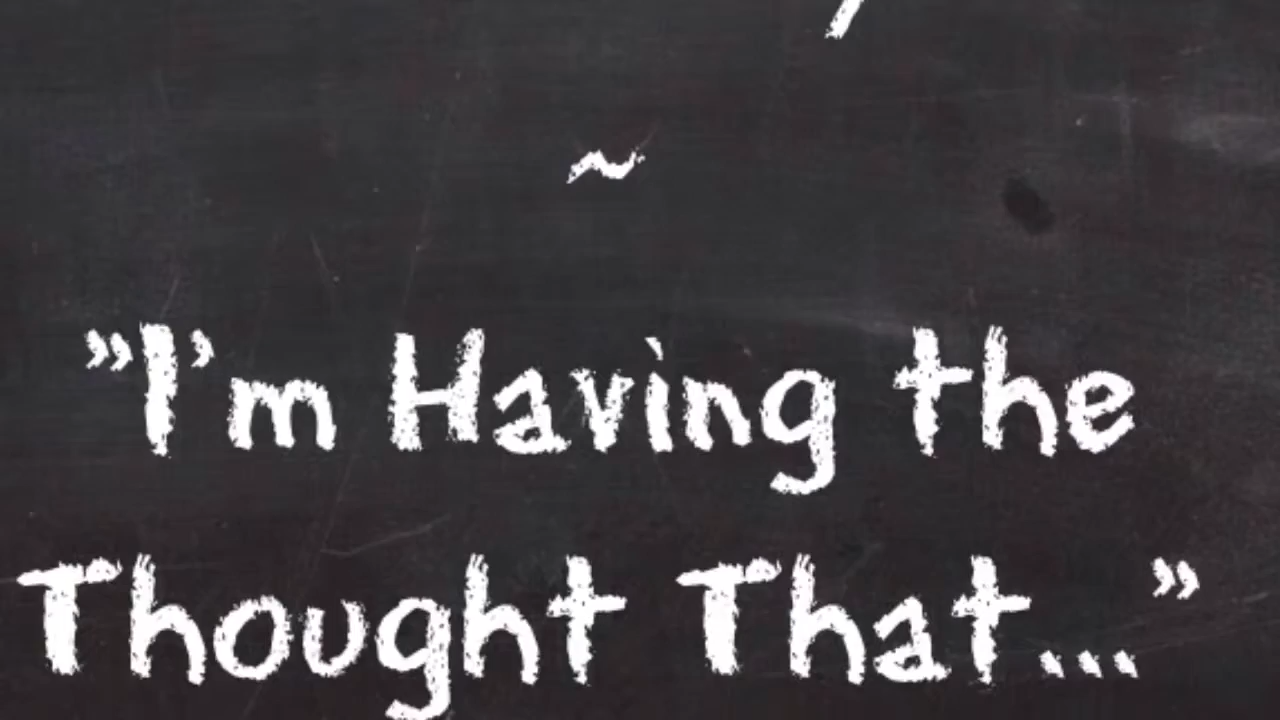 ~
”I’m Having the
Thought That...”